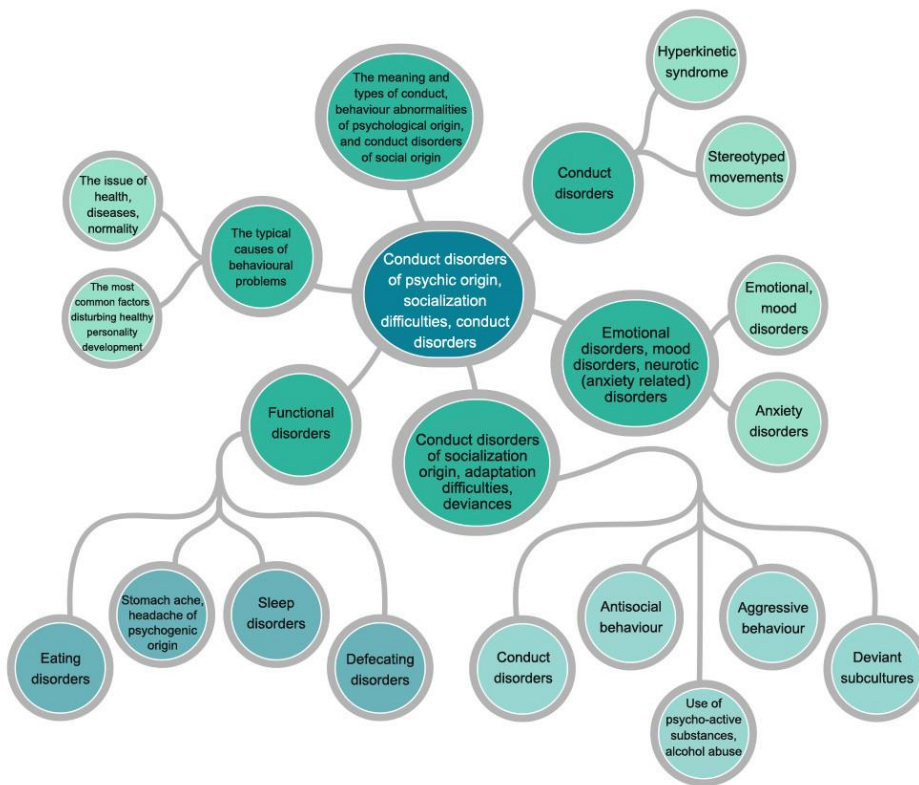 The meaning and
types of conduct,
behaviour abnormalities
of psychological origin,
and conduct disorders
of social origin
Hyperkinetic
syndrome
Stereotyped
movements
Conduct
disorders
The issue of
health,
diseases,
normality
The typical
causes of
behavioural
problems
The most
common factors
disturbing healthy
personality
development
Conduct disorders
of psychic origin,
socialization
difficulties, conduct
disorders
Emotional,
mood
disorders
Emotional
disorders, mood
disorders, neurotic
(anxiety related)
disorders
Anxiety
disorders
Functional
disorders
Conduct disorders
of socialization
origin, adaptation
difficulties,
deviances
Eating
disorders
Stomach ache,
headache of
psychogenic
origin
Sleep
disorders
Defecating
disorders
Conduct
disorders
Antisocial
behaviour
Use of
psycho-active
substances,
alcohol abuse
Aggressive
behaviour
Deviant
subcultures